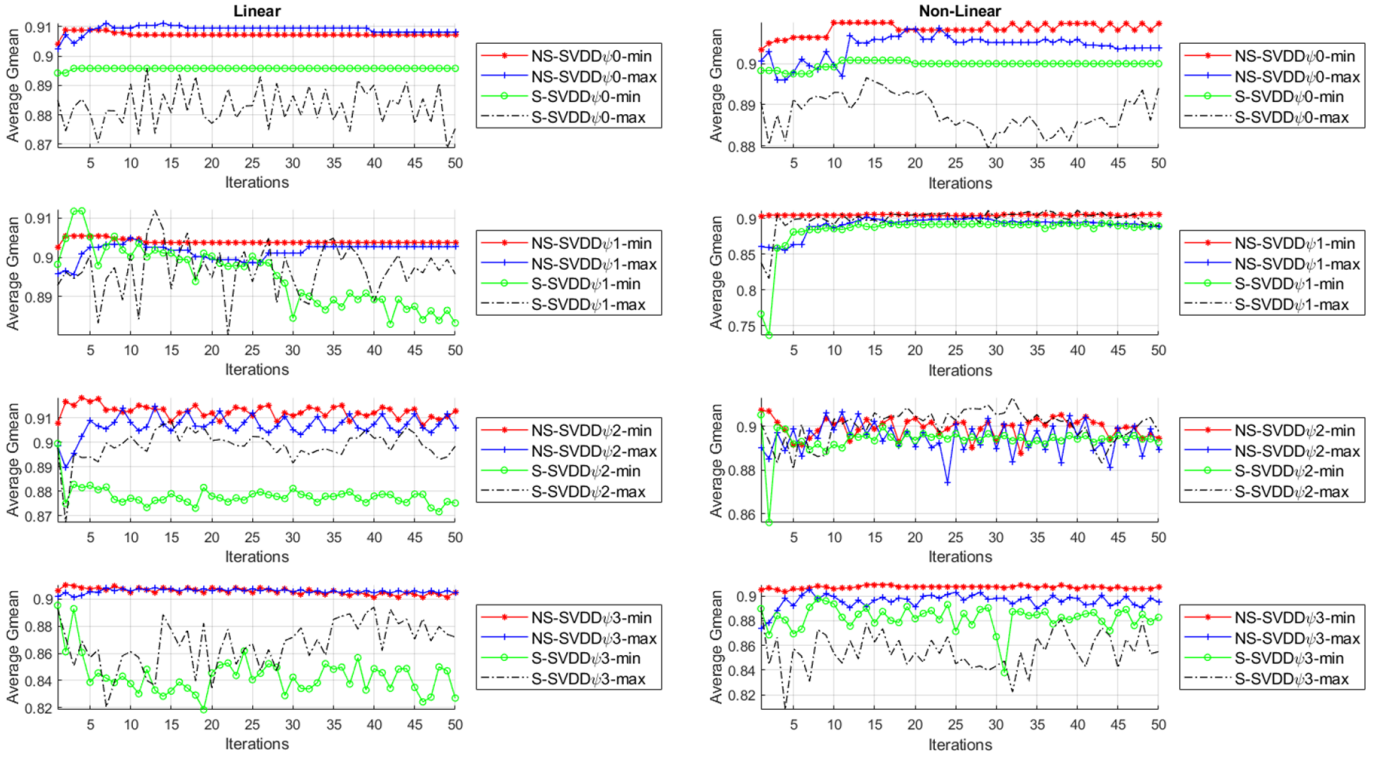 Linear
Average Gmean
0.91
0.9
0.89
0.88
0.87
5 10 15 20 25 30 35 40 45 50
Iterations
NS-SVDDψ0-min
NS-SVDDψ0-max
S-SVDDψ0-min
S-SVDDψ0-max
Non-Linear
Average Gmean
0.9
0.89
0.88
5 10 15 20 25 30 35 40 45 50
Iterations
NS-SVDDψ0-min
NS-SVDDψ0-max
S-SVDDψ0-min
S-SVDDψ0-max
Average Gmean
0.91
0.9
0.89
5 10 15 20 25 30 35 40 45 50
Iterations
NS-SVDDψ1-min
NS-SVDDψ1-max
S-SVDDψ1-min
S-SVDDψ1-max
Average Gmean
0.9
0.85
0.8
0.75
5 10 15 20 25 30 35 40 45 50
Iterations
NS-SVDDψ1-min
NS-SVDDψ1-max
S-SVDDψ1-min
S-SVDDψ1-max
Average Gmean
0.91
0.90
0.89
0.88
0.87
5 10 15 20 25 30 35 40 45 50
Iterations
NS-SVDDψ2-min
NS-SVDDψ2-max
S-SVDDψ2-min
S-SVDDψ2-max
Average Gmean
0.9
0.88
0.86
5 10 15 20 25 30 35 40 45 50
Iterations
NS-SVDDψ2-min
NS-SVDDψ2-max
S-SVDDψ2-min
S-SVDDψ2-max
Average Gmean
0.9
0.88
0.86
0.84
0.82
5 10 15 20 25 30 35 40 45 50
Iterations
NS-SVDDψ3-min
NS-SVDDψ3-max
S-SVDDψ3-min
S-SVDDψ3-max
Average Gmean
0.9
0.88
0.86
0.84
0.82
5 10 15 20 25 30 35 40 45 50
Iterations
NS-SVDDψ3-min
NS-SVDDψ3-max
S-SVDDψ3-min
S-SVDDψ3-max